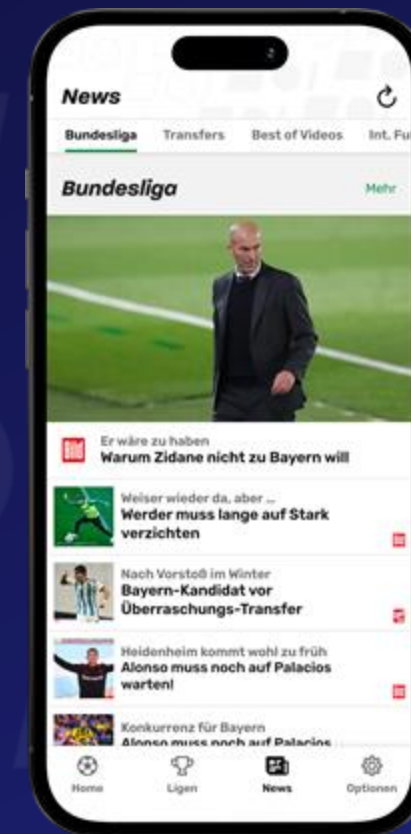 News
Bundesliga Transfers Best of Videos Int. Fu
Bundesliga Mehr
Bild
Er wäre zu haben
Warum Zidane nicht zu Bayern will
Weiser wieder da, aber ...
Werder muss lange auf Stark
verzichten
Nach Vorstoß im Winter
Bayern-Kandidat vor
Überraschungs-Transfer
Heidenheim kommt wohl zu früh
Alonso muss noch auf Palacios
warten!
Konkurrenz für Bayern
Alonso muss noch auf Palacios
Home Ligen News Optionen